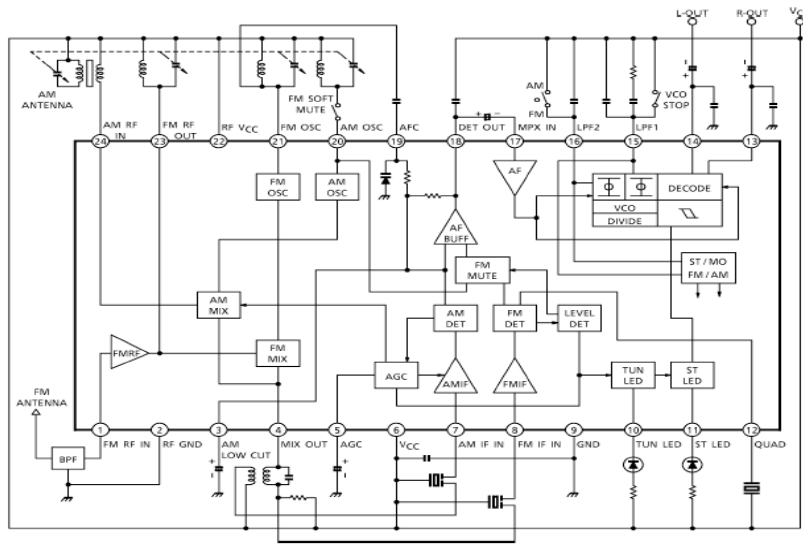 L-OUT R-OUT
AM
ANTENNA
FM SOFT
MUTE
AM
FM
VCO
STOP
AM RF
IN
FM RF
OUT
RF VCC
FM OSC
AM OSC
AFC
DET OUT
MPX IN
LPF2
LPF1
24 23 22 21 20 19 18 17 16 15 14 13
FM
OSC
AM
OSC
AF
DECODE
VCO
DIVIDE
AF
BUFF
FM
MUTE
ST / MO
FM / AM
AM
MIX
AM
DET
FM
DET
LEVEL
DET
FMRF
FM
MIX
AGC
AMIF
FMIF
TUN
LED
ST
LED
FM
ANTENNA
1 2 3 4 5 6 7 8 9 10 11 12
BPF
FM RF IN
RF GND
AM
LOW CUT
MIX OUT
AGC
VCC
AM IF IN
FM IF IN
GND
TUN LED
ST LED
QUAD